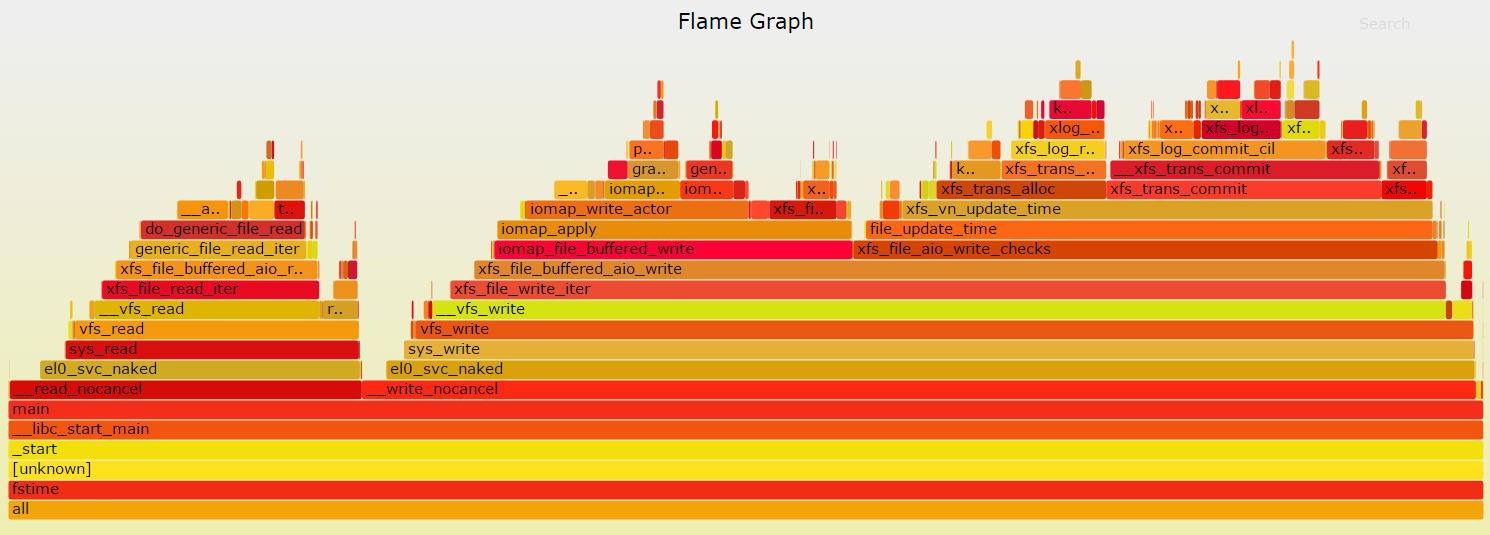 Flame Graph
Search
k.. x.. xl..
xlog_.. x.. xfs_log.. xf..
p.. xfs_log_r.. xfs_log_commit_cil xfs..
gra.. gen.. k.. xfs_trans_.. __xfs_trans_commit xf..
_.. iomap.. iom.. x.. xfs_trans_alloc xfs_trans_commit xfs..
__a.. t.. iomap_write_actor xfs_fi.. xfs_vn_update_time
do_generic_file_read iomap_apply file_update_time
generic_file_read_iter iomap_file_buffered_write xfs_file_aio_write_checks
xfs_file_buffered_aio_r.. xfs_file_buffered_aio_write
xfs_file_read_iter xfs_file_write_iter
__vfs_read r.. __vfs_write
vfs_read vfs_write
sys_read sys_write
el0_svc_naked el0_svc_naked
__read_nocancel __write_nocancel
main
__libc_start_main
_start
[unknown]
fstime
all